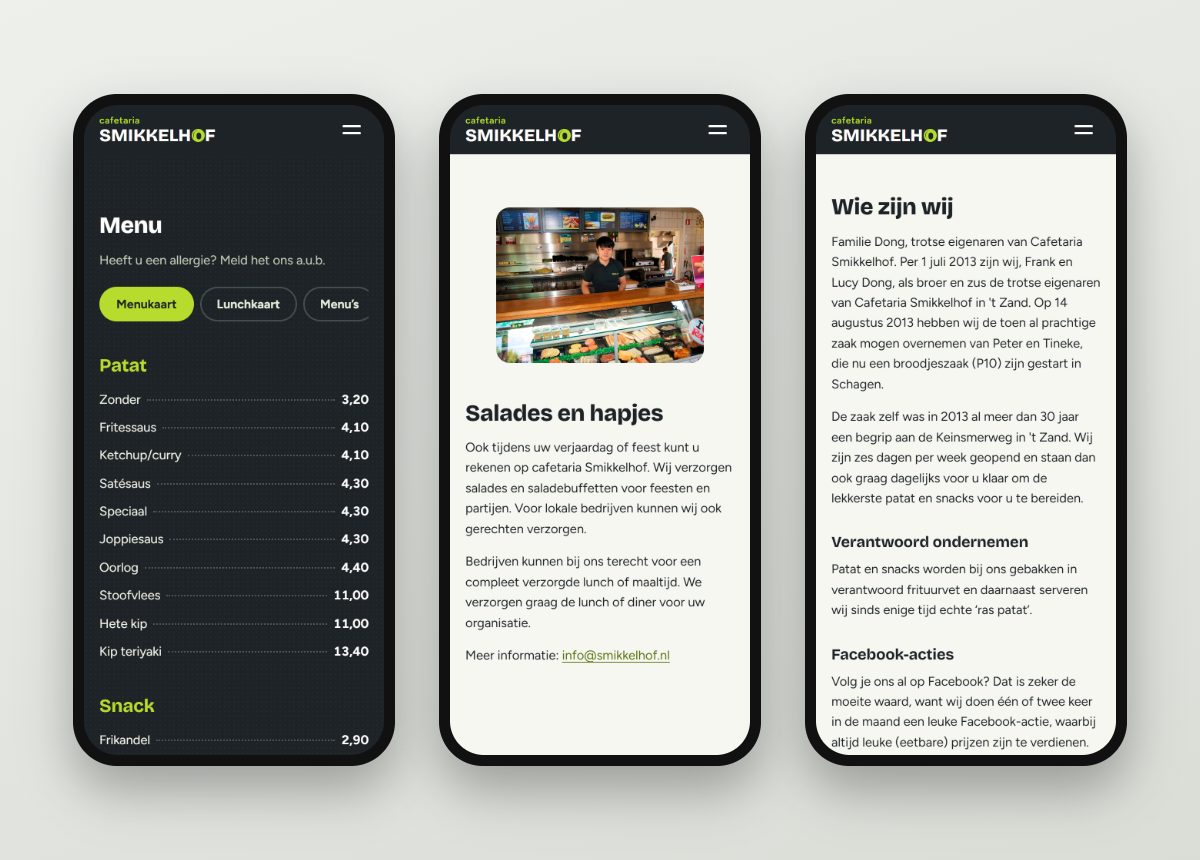 cafetaria
SMIKKELHOF
Menu
Heeft u een allergie? Meld het ons a.u.b.
Menukaart
Lunchkaart
Menu's
Patat
Zonder 3,20
Fritessaus 4,10
Ketchup/curry 4,10
Satésaus 4,30
Speciaal 4,30
Joppiesaus 4,30
Oorlog 4,40
Stoofvlees 11,00
Hete kip 11,00
Kip teriyaki 13,40
Snack
Frikandel 2,90
cafetaria
SMIKKELHOF
Salades en hapjes
Ook tijdens uw verjaardag of feest kunt u
rekenen op cafetaria Smikkelhof. Wij verzorgen
salades en saladebuffetten voor feesten en
partijen. Voor lokale bedrijven kunnen wij ook
gerechten verzorgen.
Bedrijven kunnen bij ons terecht voor een
compleet verzorgde lunch of maaltijd. We
verzorgen graag de lunch of diner voor uw
organisatie.
Meer informatie: info@smikkelhof.nl
cafetaria
SMIKKELHOF
Wie zijn wij
Familie Dong, trotse eigenaren van Cafetaria
Smikkelhof. Per 1 juli 2013 zijn wij, Frank en
Lucy Dong, als broer en zus de trotse eigenaren
van Cafetaria Smikkelhof in 't Zand. Op 14
augustus 2013 hebben wij de toen al prachtige
zaak mogen overnemen van Peter en Tineke,
die nu een broodjeszaak (P10) zijn gestart in
Schagen.
De zaak zelf was in 2013 al meer dan 30 jaar
een begrip aan de Keinsmerweg in 't Zand. Wij
zijn zes dagen per week geopend en staan dan
ook graag dagelijks voor u klaar om de
lekkerste patat en snacks voor u te bereiden.
Verantwoord ondernemen
Patat en snacks worden bij ons gebakken in
verantwoord frituurvet en daarnaast serveren
wij sinds enige tijd echte ‘ras patat’.
Facebook-acties
Volg je ons al op Facebook? Dat is zeker de
moeite waard, want wij doen één of twee keer
in de maand een leuke Facebook-actie, waarbij
altijd leuke (eetbare) prijzen zijn te verdienen.